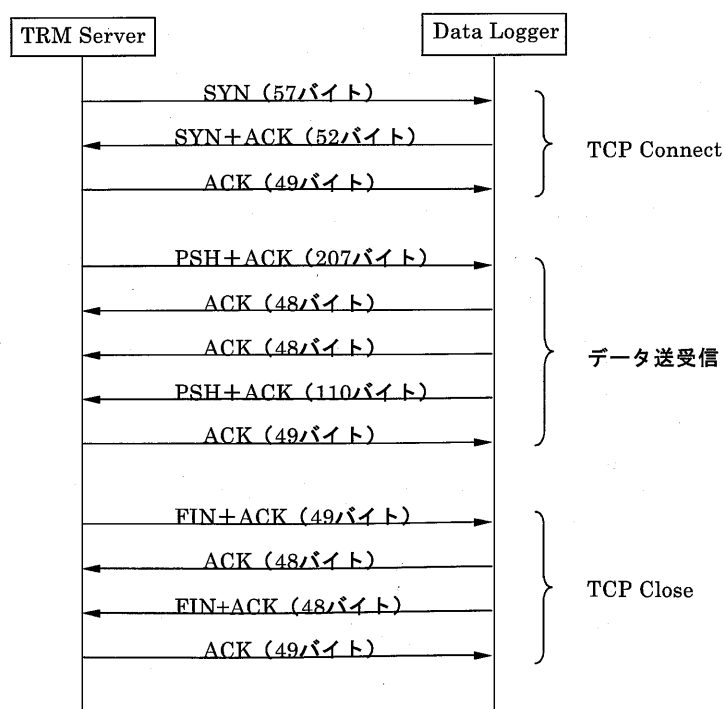 TRM Server
Data Logger
SYN（57バイト）
SYN＋ACK（52バイト）
ACK（49バイト）
TCP Connect
PSH＋ACK（207バイト）
ACK（48バイト）
ACK（48バイト）
PSH＋ACK（110バイト）
ACK（49バイト）
データ送受信
FIN＋ACK（49バイト）
ACK（48バイト）
FIN+ACK（48バイト）
ACK（49バイト）
TCP Close